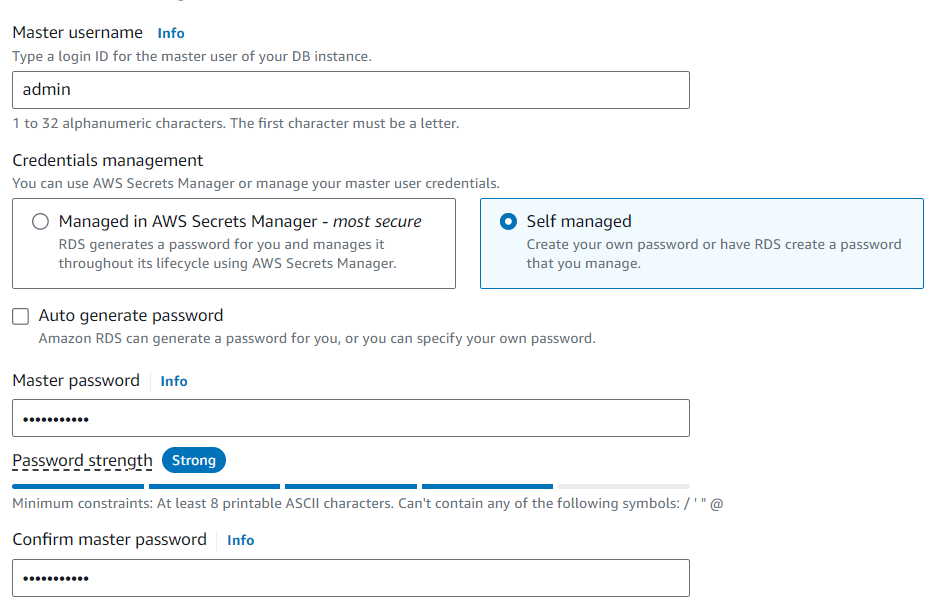 Master username Info
Type a login ID for the master user of your DB instance.
admin
1 to 32 alphanumeric characters. The first character must be a letter.
Credentials management
You can use AWS Secrets Manager or manage your master user credentials.
Managed in AWS Secrets Manager - most secure
RDS generates a password for you and manages it
throughout its lifecycle using AWS Secrets Manager.
Self managed
Create your own password or have RDS create a password
that you manage.
Auto generate password
Amazon RDS can generate a password for you, or you can specify your own password.
Master password Info
•••••••••••
Password strength Strong
Minimum constraints: At least 8 printable ASCII characters. Can't contain any of the following symbols: / ' " @
Confirm master password Info
•••••••••••